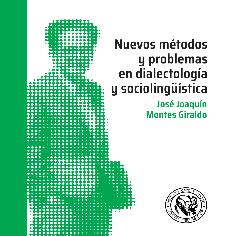 Nuevos métodos
y problemas
en dialectología
y sociolingüística
José Joaquín
Montes Giraldo